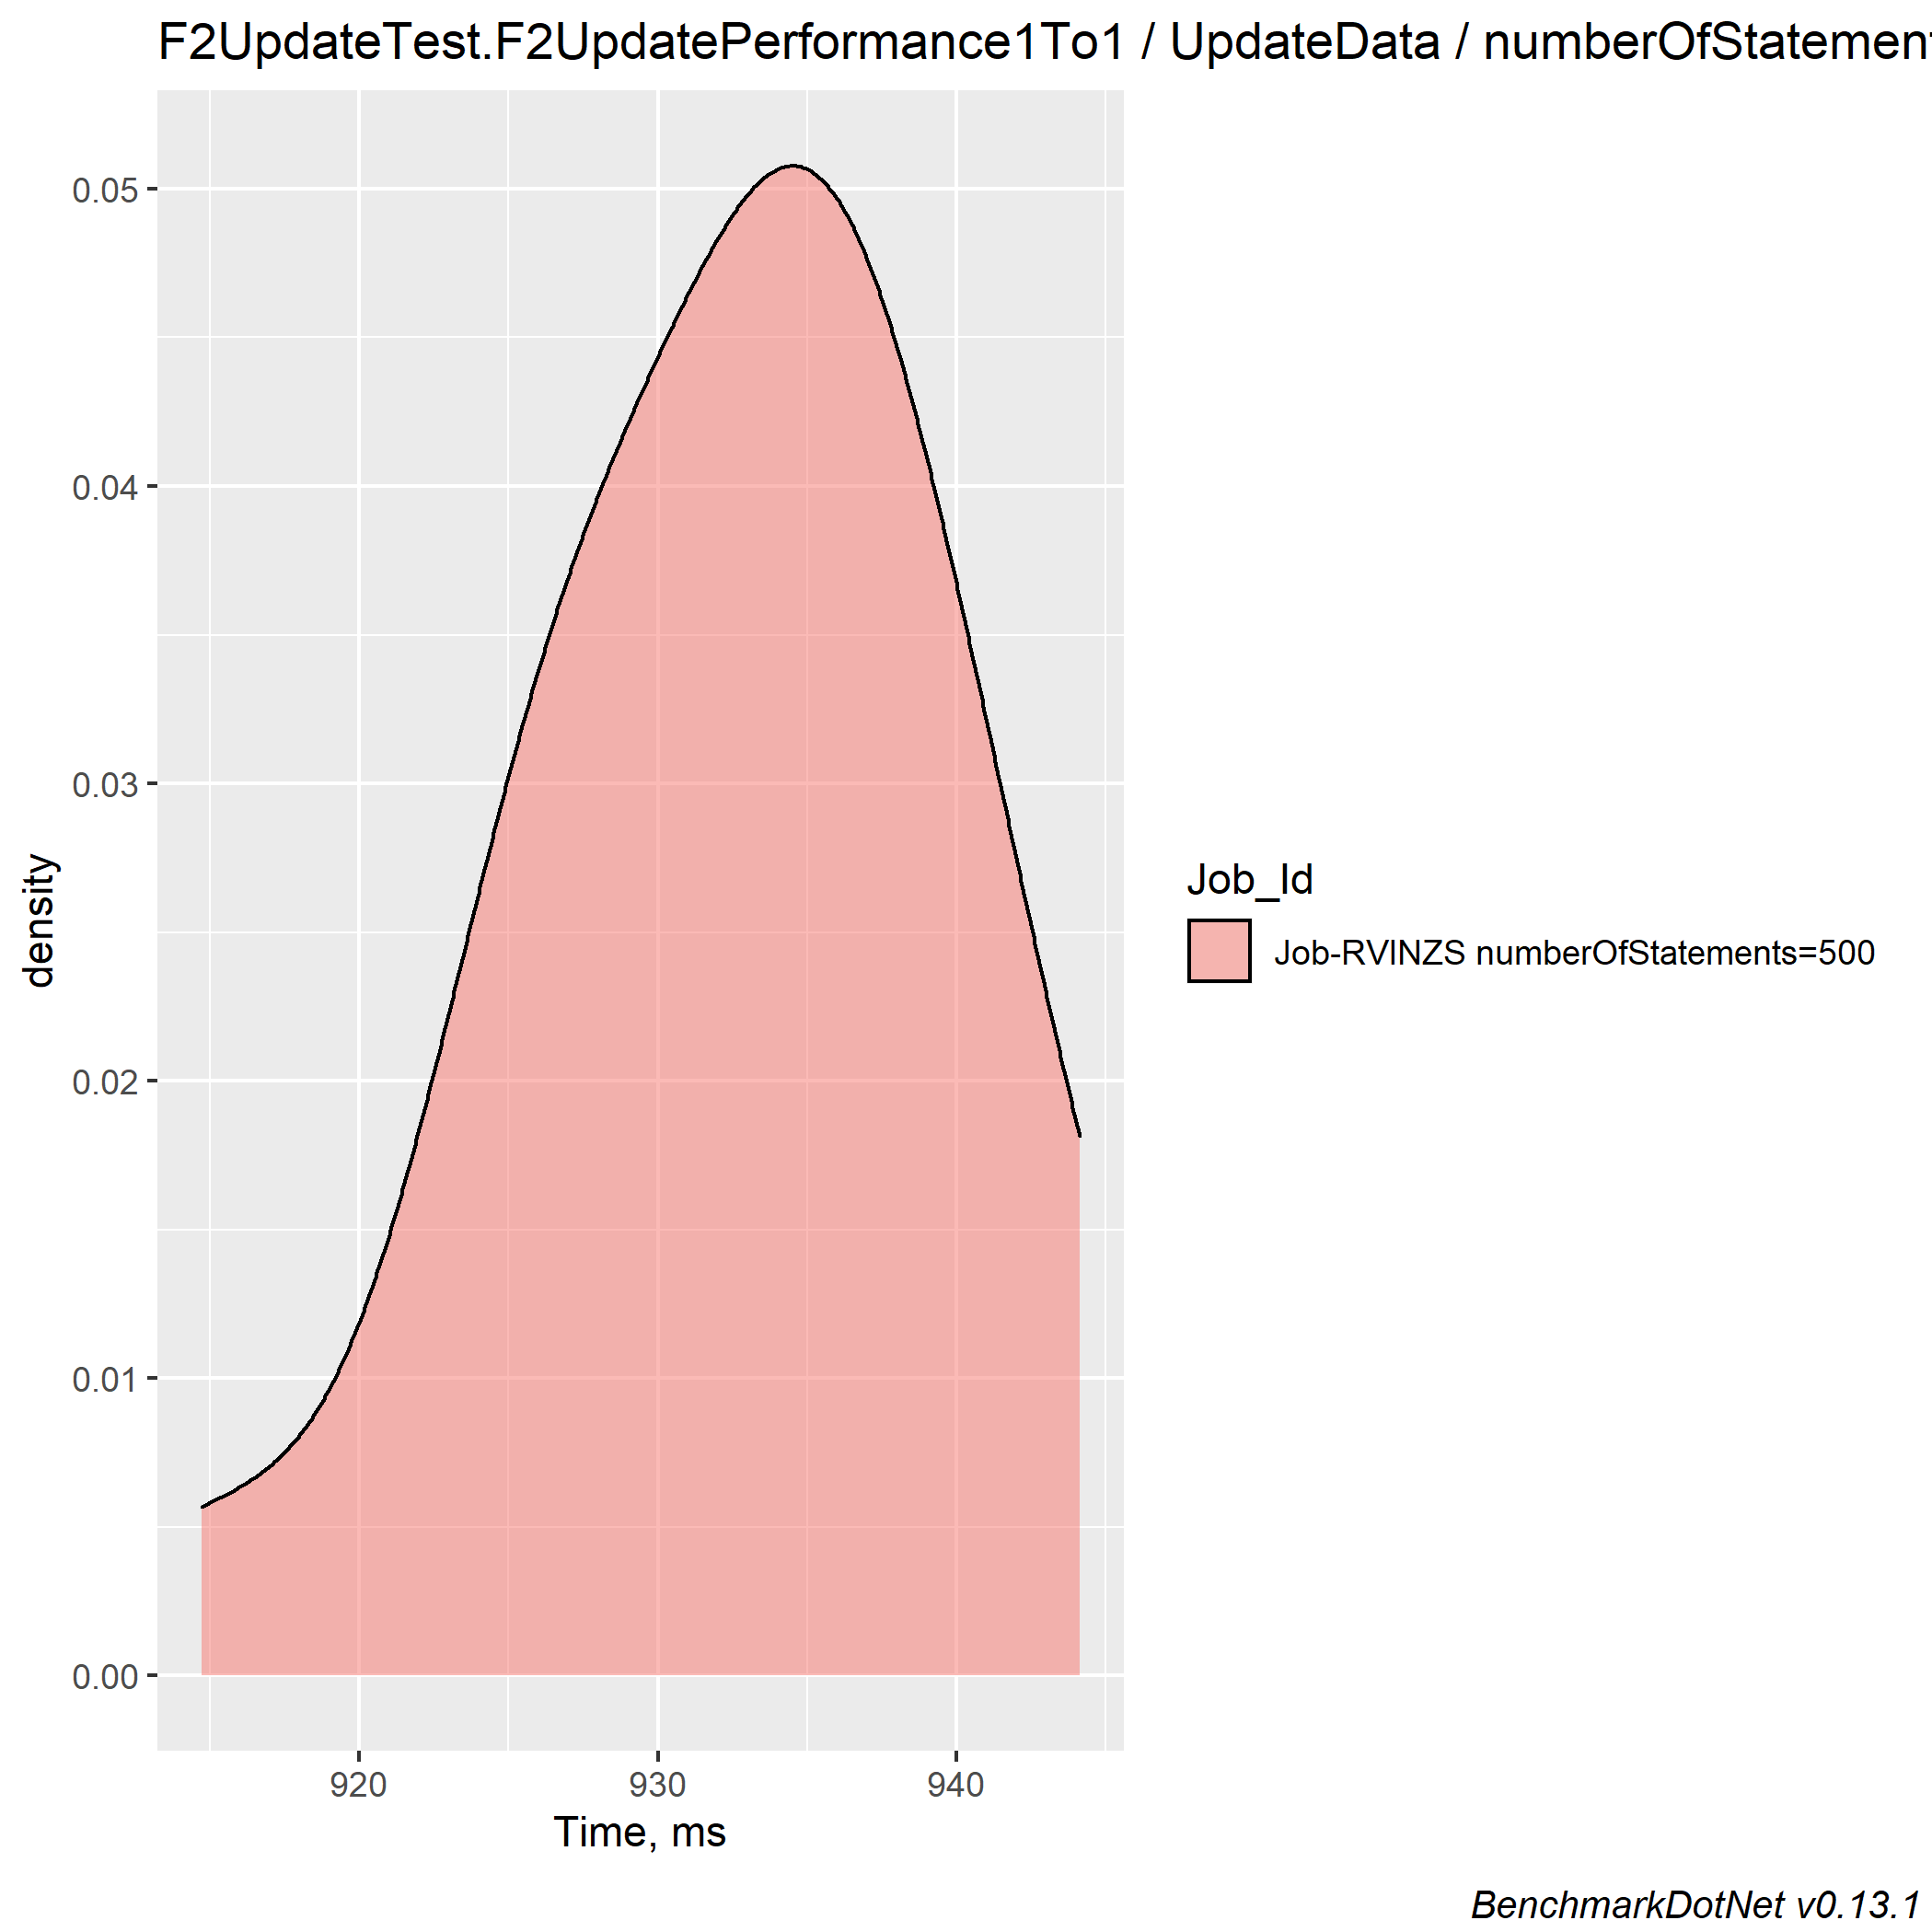 F2UpdateTest.F2UpdatePerformance1To1 / UpdateData / numberOfStatement
0.05
0.04
0.03
0.02
0.01
0.00
density
920 930 940
Time, ms
Job_Id
Job-RVINZS numberOfStatements=500
BenchmarkDotNet v0.13.1